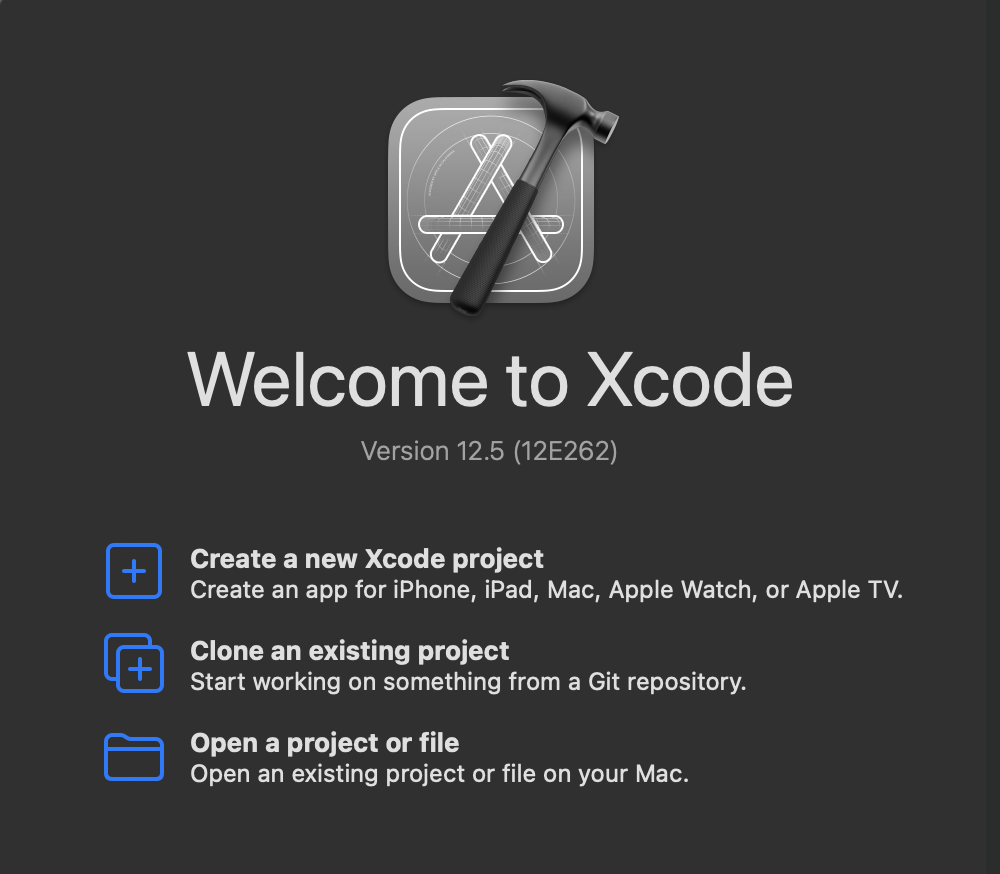 Welcome to Xcode
Version 12.5 (12E262)
Create a new Xcode project
Create an app for iPhone, iPad, Mac, Apple Watch, or Apple TV.
Clone an existing project
Start working on something from a Git repository.
Open a project or file
Open an existing project or file on your Mac.